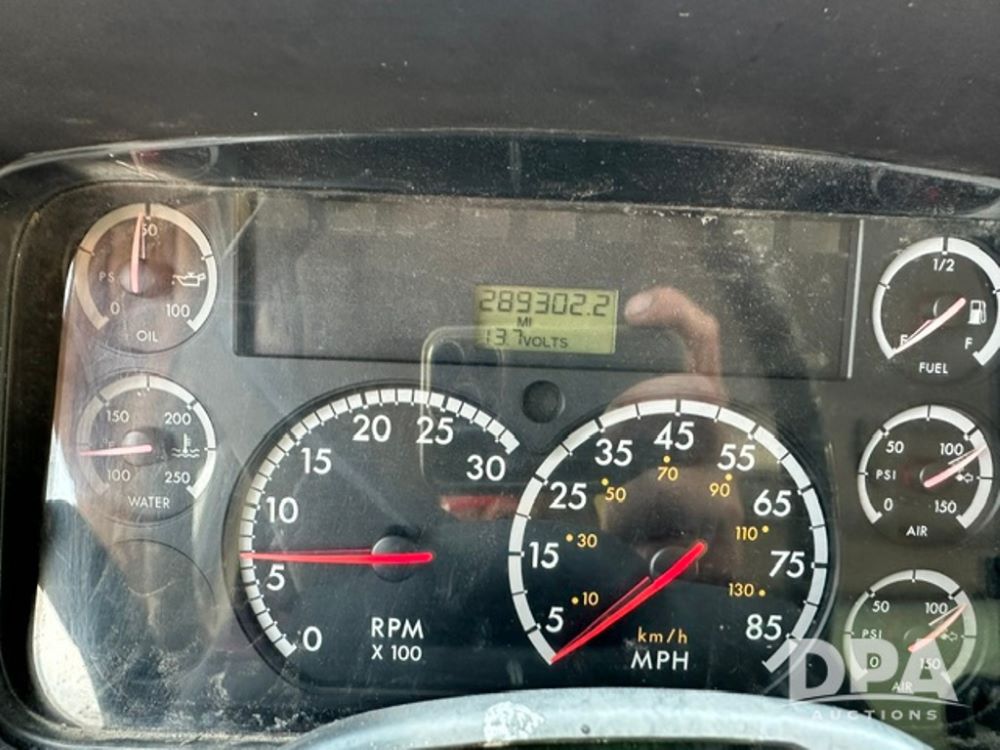 50
PS
0 100
OIL
150 200
100 250
WATER
289302.2
MI
13.7 VOLTS
0 5 10 15 20 25 30
RPM
X 100
5 15 25 35 45 55 65 75 85
10 30 50 70 90 110 130
km/h
MPH
1/2
E F
FUEL
50 100
PSI
0 150
AIR
50 100
PSI
0 150
AIR
DPA
AUCTIONS